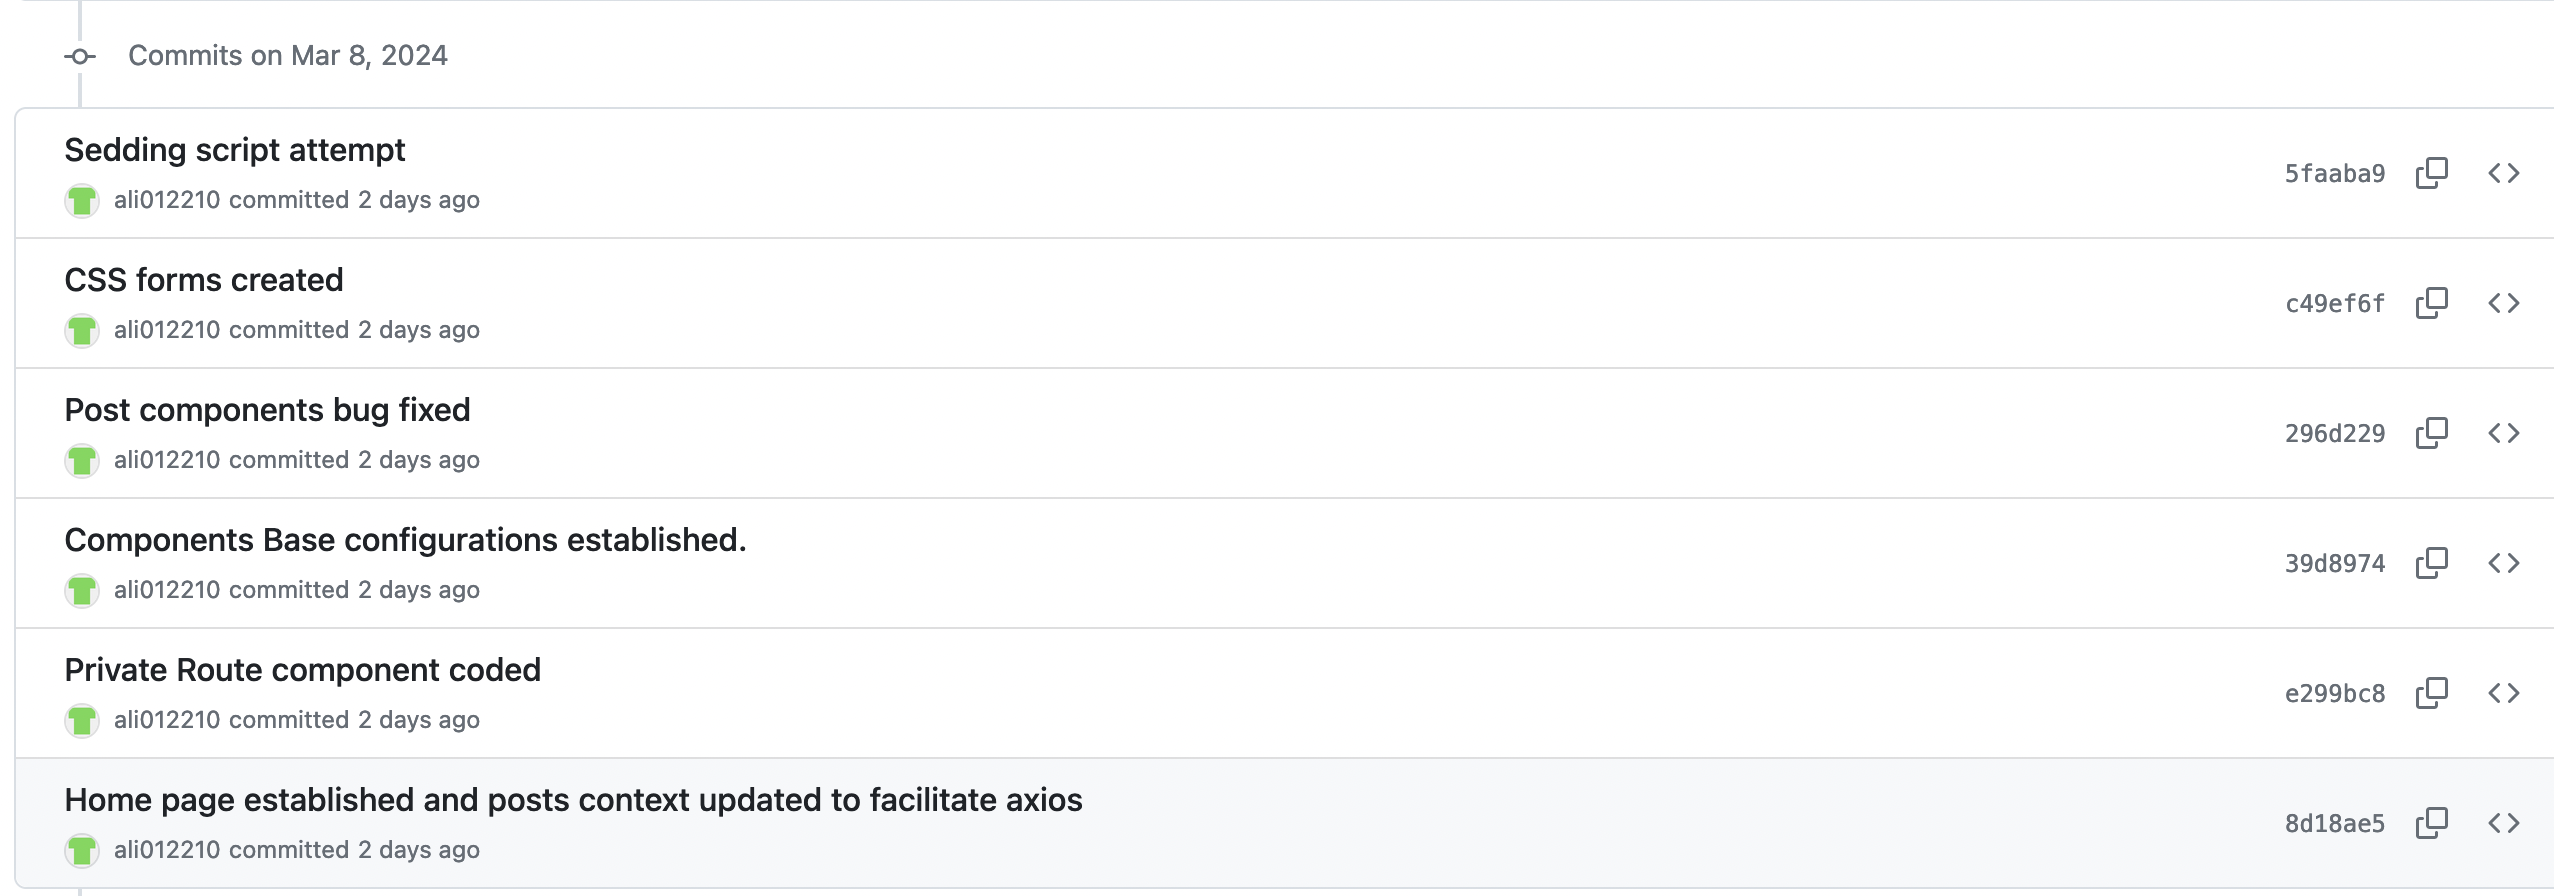 Commits on Mar 8, 2024
Sedding script attempt
ali012210 committed 2 days ago
5faaba9
CSS forms created
ali012210 committed 2 days ago
c49ef6f
Post components bug fixed
ali012210 committed 2 days ago
296d229
Components Base configurations established.
ali012210 committed 2 days ago
39d8974
Private Route component coded
ali012210 committed 2 days ago
e299bc8
Home page established and posts context updated to facilitate axios
ali012210 committed 2 days ago
8d18ae5